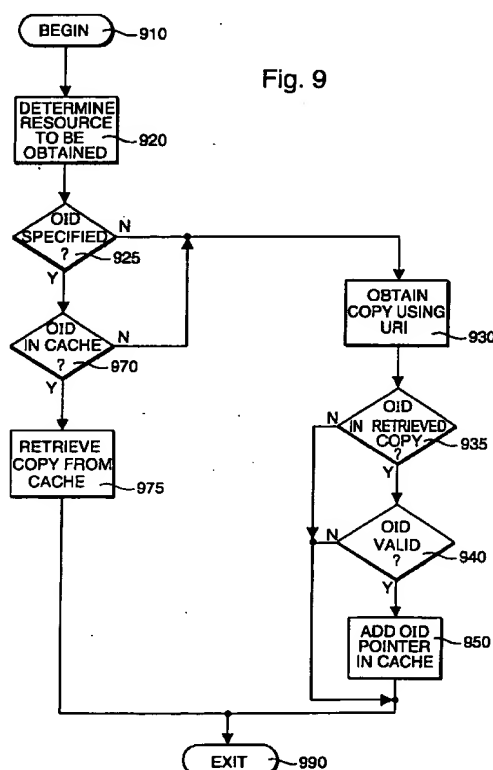 BEGIN
910
Fig. 9
DETERMINE
RESOURCE
TO BE
OBTAINED
920
OID
SPECIFIED
?
925
N
Y
OID
IN CACHE
?
970
N
Y
RETRIEVE
COPY FROM
CACHE
975
OBTAIN
COPY USING
URI
930
OID
IN RETRIEVED
COPY
?
935
N
Y
OID
VALID
?
940
N
Y
ADD OID
POINTER
IN CACHE
950
EXIT
990